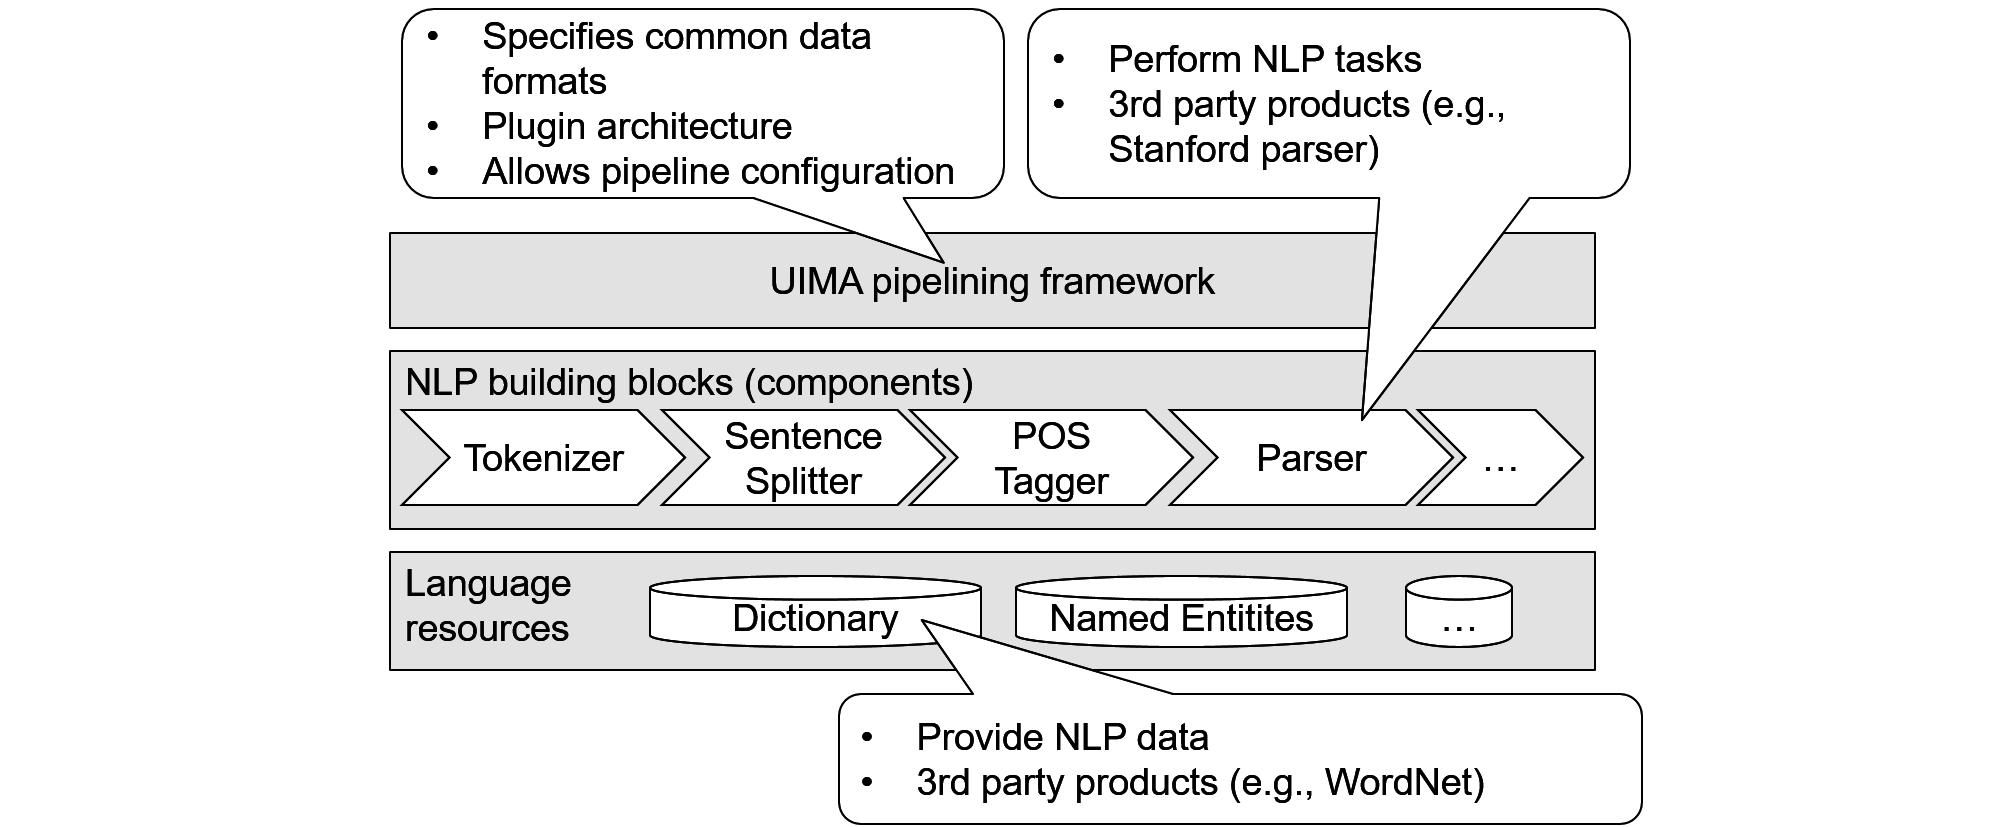 • Specifies common data
formats
• Plugin architecture
• Allows pipeline configuration
• Perform NLP tasks
• 3rd party products (e.g.,
Stanford parser)
UIMA pipelining framework
NLP building blocks (components)
Tokenizer
Sentence
Splitter
POS
Tagger
Parser
…
Language
resources
Dictionary
Named Entitites
…
• Provide NLP data
• 3rd party products (e.g., WordNet)